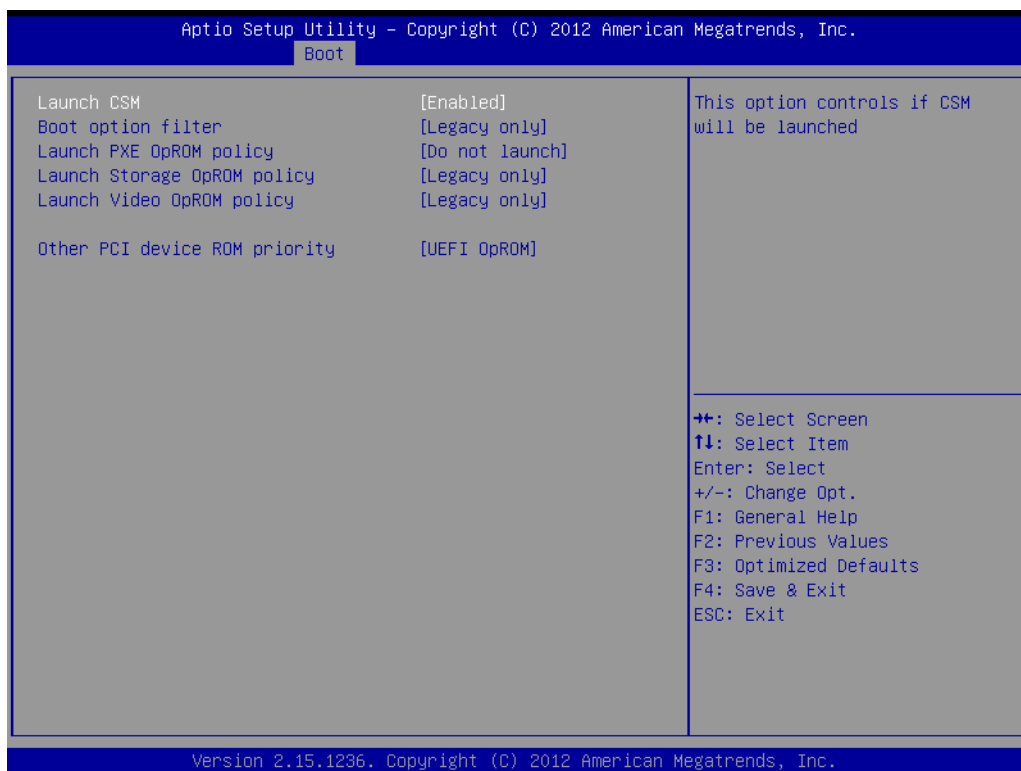 Aptio Setup Utility – Copyright (C) 2012 American Megatrends, Inc.
Boot
Launch CSM [Enabled]
Boot option filter [Legacy only]
Launch PXE OpROM policy [Do not launch]
Launch Storage OpROM policy [Legacy only]
Launch Video OpROM policy [Legacy only]
Other PCI device ROM priority [UEFI OpROM]
This option controls if CSM
will be launched
→←: Select Screen
↑↓: Select Item
Enter: Select
+/-: Change Opt.
F1: General Help
F2: Previous Values
F3: Optimized Defaults
F4: Save & Exit
ESC: Exit
Version 2.15.1236. Copyright (C) 2012 American Megatrends, Inc.